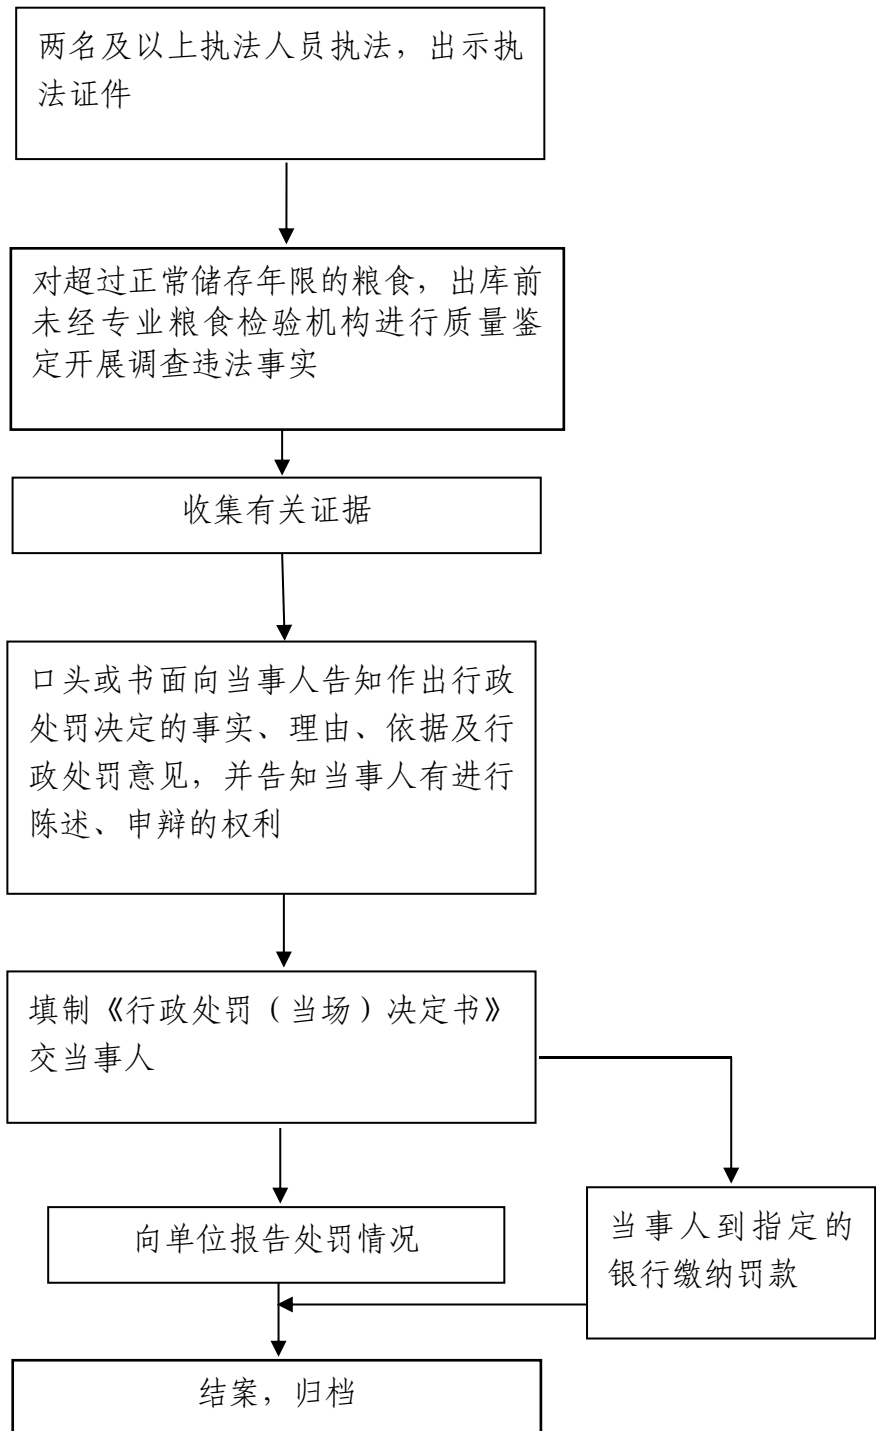 两名及以上执法人员执法，出示执
法证件
对超过正常储存年限的粮食，出库前
未经专业粮食检验机构进行质量鉴
定开展调查违法事实
收集有关证据
口头或书面向当事人告知作出行政
处罚决定的事实、理由、依据及行
政处罚意见，并告知当事人有进行
陈述、申辩的权利
填制《行政处罚（当场）决定书》
交当事人
向单位报告处罚情况
当事人到指定的
银行缴纳罚款
结案，归档